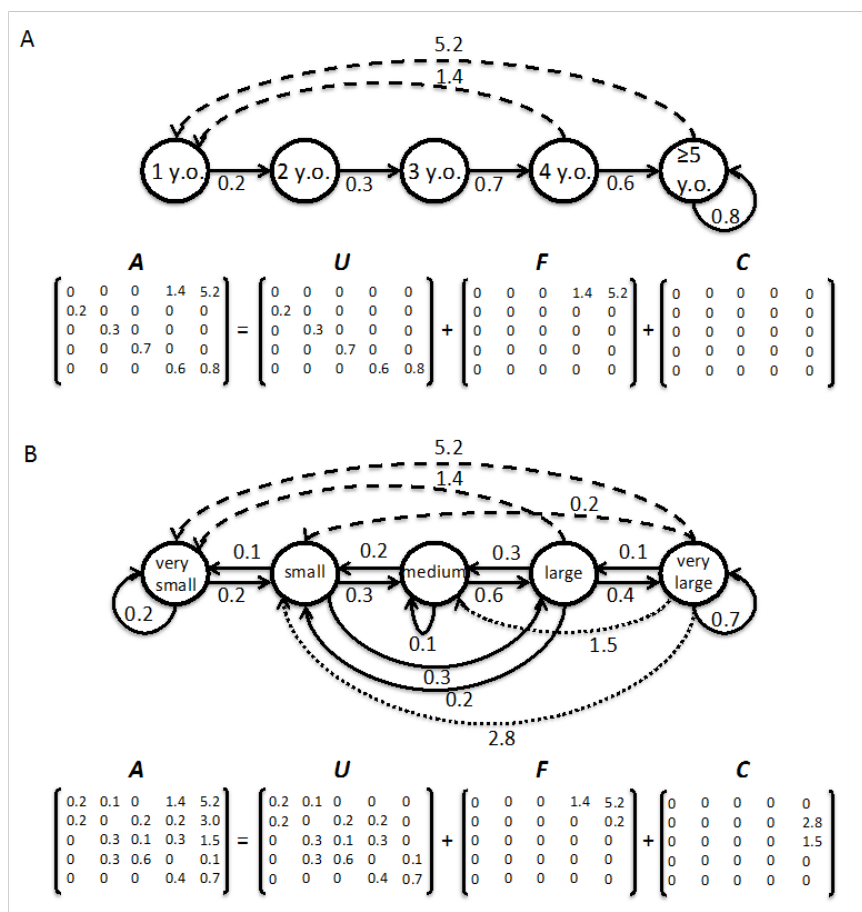 A
5.2
1.4
1 y.o. 2 y.o. 3 y.o. 4 y.o. ≥5 y.o.
0.2 0.3 0.7 0.6
0.8
A U F C
0 0 0 1.4 5.2 0 0 0 0 0 0 0 0 1.4 5.2 0 0 0 0 0
0.2 0 0 0 0 0.2 0 0 0 0 0 0 0 0 0 0 0 0 0 0
0 0.3 0 0 0 = 0 0.3 0 0 0 + 0 0 0 0 0 + 0 0 0 0 0
0 0 0.7 0 0 0 0 0.7 0 0 0 0 0 0 0 0 0 0 0 0
0 0 0 0.6 0.8 0 0 0 0.6 0.8 0 0 0 0 0 0 0 0 0 0
B
5.2
1.4
0.2
0.1 0.2 0.3 0.1
very small small medium large very large
0.2 0.3 0.6 0.4
0.2 0.7
0.1 1.5
0.3
0.2
2.8
A U F C
0.2 0.1 0 1.4 5.2 0.2 0.1 0 0 0 0 0 0 1.4 5.2 0 0 0 0 0
0.2 0 0.2 0.2 3.0 0.2 0 0.2 0.2 0 0 0 0 0 0.2 0 0 0 0 2.8
0 0.3 0.1 0.3 1.5 = 0 0.3 0.1 0.3 0 + 0 0 0 0 0 + 0 0 0 0 1.5
0 0.3 0.6 0 0.1 0 0.3 0.6 0 0.1 0 0 0 0 0 0 0 0 0 0
0 0 0 0.4 0.7 0 0 0 0.4 0.7 0 0 0 0 0 0 0 0 0 0